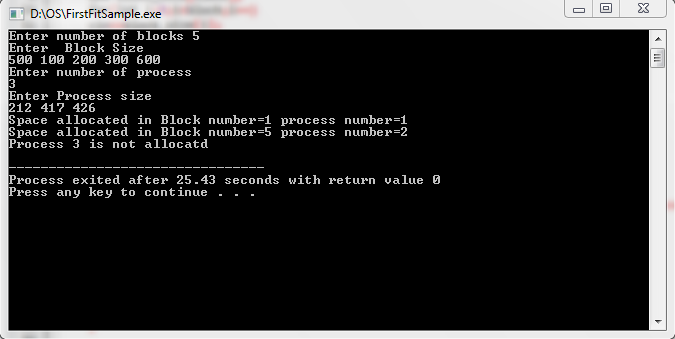 D:\OS\FirstFitSample.exe
Enter number of blocks 5
Enter  Block Size
500 100 200 300 600
Enter number of process
3
Enter Process size
212 417 426
Space allocated in Block number=1 process number=1
Space allocated in Block number=5 process number=2
Process 3 is not allocatd
--------------------------------
Process exited after 25.43 seconds with return value 0
Press any key to continue . . .